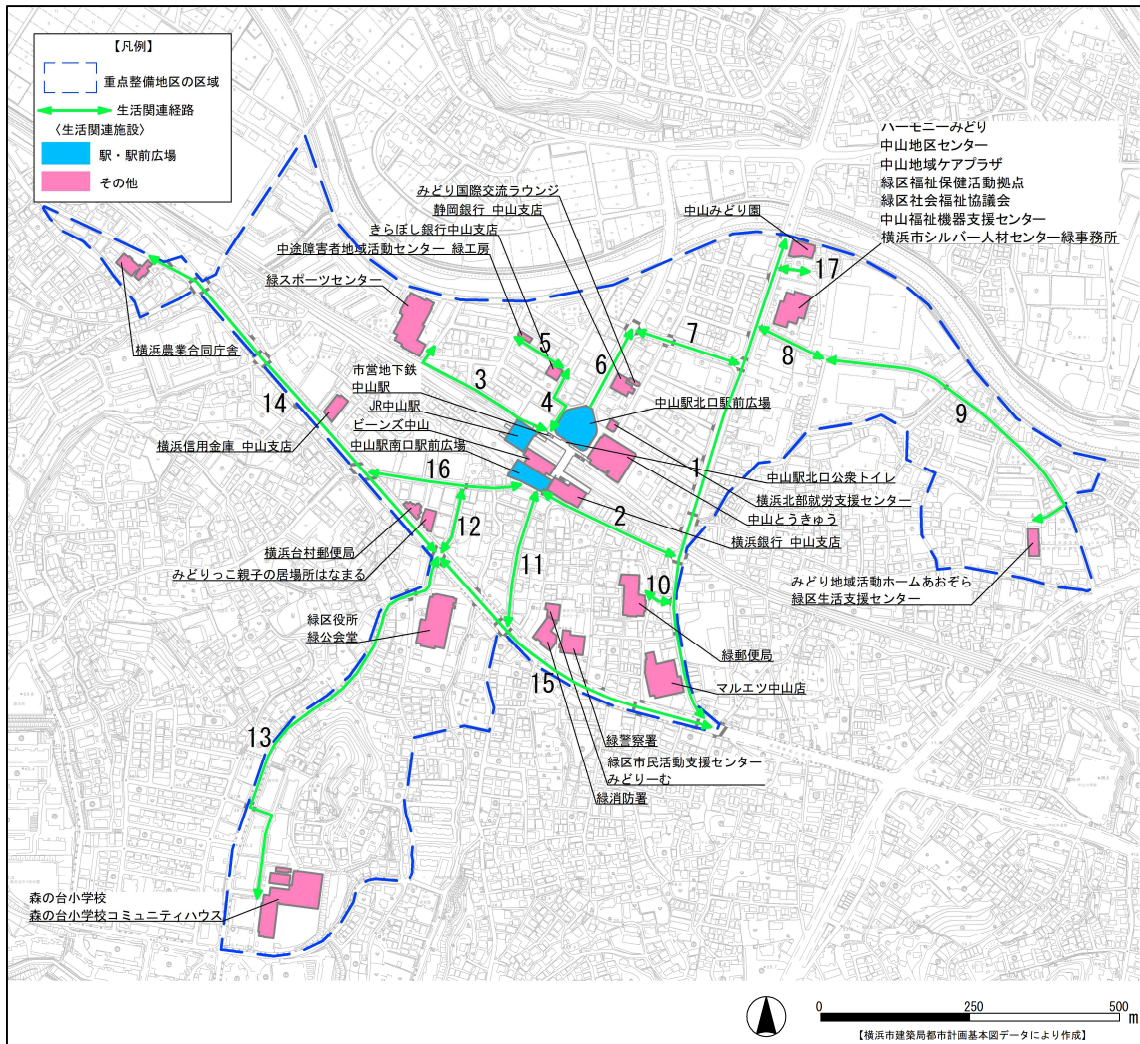 【凡例】
重点整備地区の区域
生活関連経路
〈生活関連施設〉
駅・駅前広場
その他
ハーモニーみどり
中山地区センター
中山地域ケアプラザ
緑区福祉保健活動拠点
緑区社会福祉協議会
中山福祉機器支援センター
横浜市シルバー人材センター緑事務所
みどり国際交流ラウンジ
静岡銀行 中山支店
きらぼし銀行中山支店
中途障害者地域活動センター 緑工房
緑スポーツセンター
中山みどり園
17
横浜農業合同庁舎
5
7
6
8
3
市営地下鉄
中山駅
JR中山駅
ビーンズ中山
中山駅南口駅前広場
4
中山駅北口駅前広場
9
14
横浜信用金庫 中山支店
16
1
中山駅北口公衆トイレ
横浜北部就労支援センター
中山とうきゅう
横浜銀行 中山支店
2
12
横浜台村郵便局
みどりっこ親子の居場所はなまる
11
10
みどり地域活動ホームあおぞら
緑区生活支援センター
緑区役所
緑公会堂
緑郵便局
マルエツ中山店
15
緑警察署
緑区市民活動支援センター
みどりーむ
緑消防署
13
森の台小学校
森の台小学校コミュニティハウス
0
250
500
m
【横浜市建築局都市計画基本図データにより作成】